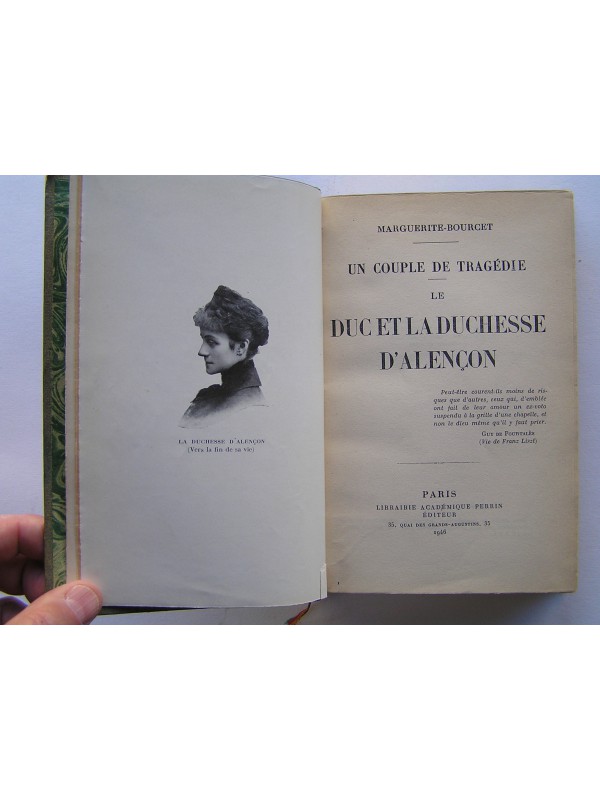 LA DUCHESSE D'ALENÇON
(Vers la fin de sa vie)
MARGUERITE-BOURCET
UN COUPLE DE TRAGÉDIE
LE
DUC ET LA DUCHESSE
D'ALENÇON
Peut-être courent-ils moins de ris-
ques que d'autres, ceux qui, d'emblée
ont fait de leur amour un ex-voto
suspendu à la grille d'une chapelle, et
non le dieu même qu'il y faut prier.
GUY DE POURTALÈS
(Vie de Franz Liszt)
PARIS
LIBRAIRIE ACADÉMIQUE PERRIN
ÉDITEUR
35, QUAI DES GRANDS-AUGUSTINS, 35
1946